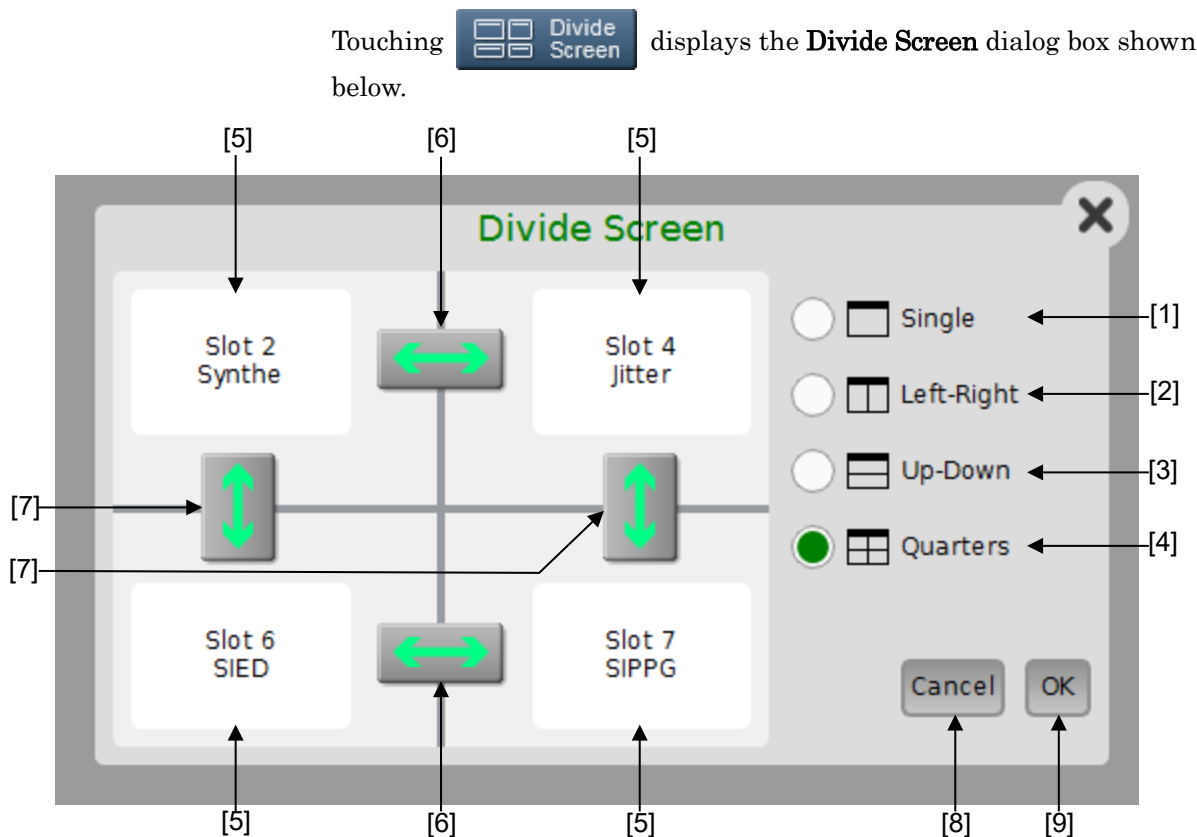 Touching Divide Screen displays the Divide Screen dialog box shown
below.
[5] [6] [5]
Divide Screen
Slot 2
Synthe
Slot 4
Jitter
Single [1]
Left-Right [2]
Up-Down [3]
Quarters [4]
[7]
[7]
Slot 6
SIED
Slot 7
SIPPG
Cancel OK
[5] [6] [5] [8] [9]